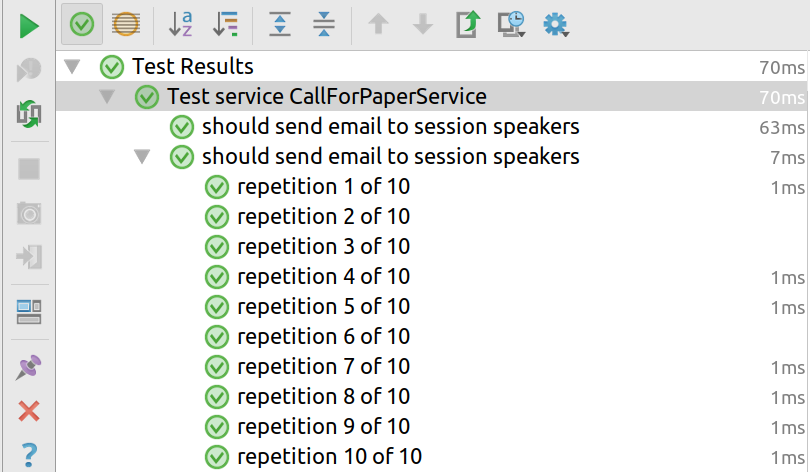 a
z
Test Results 70ms
Test service CallForPaperService 70ms
should send email to session speakers 63ms
should send email to session speakers 7ms
repetition 1 of 10 1ms
repetition 2 of 10
repetition 3 of 10
repetition 4 of 10 1ms
repetition 5 of 10 1ms
repetition 6 of 10
repetition 7 of 10 1ms
repetition 8 of 10 1ms
repetition 9 of 10 1ms
repetition 10 of 10 1ms
?